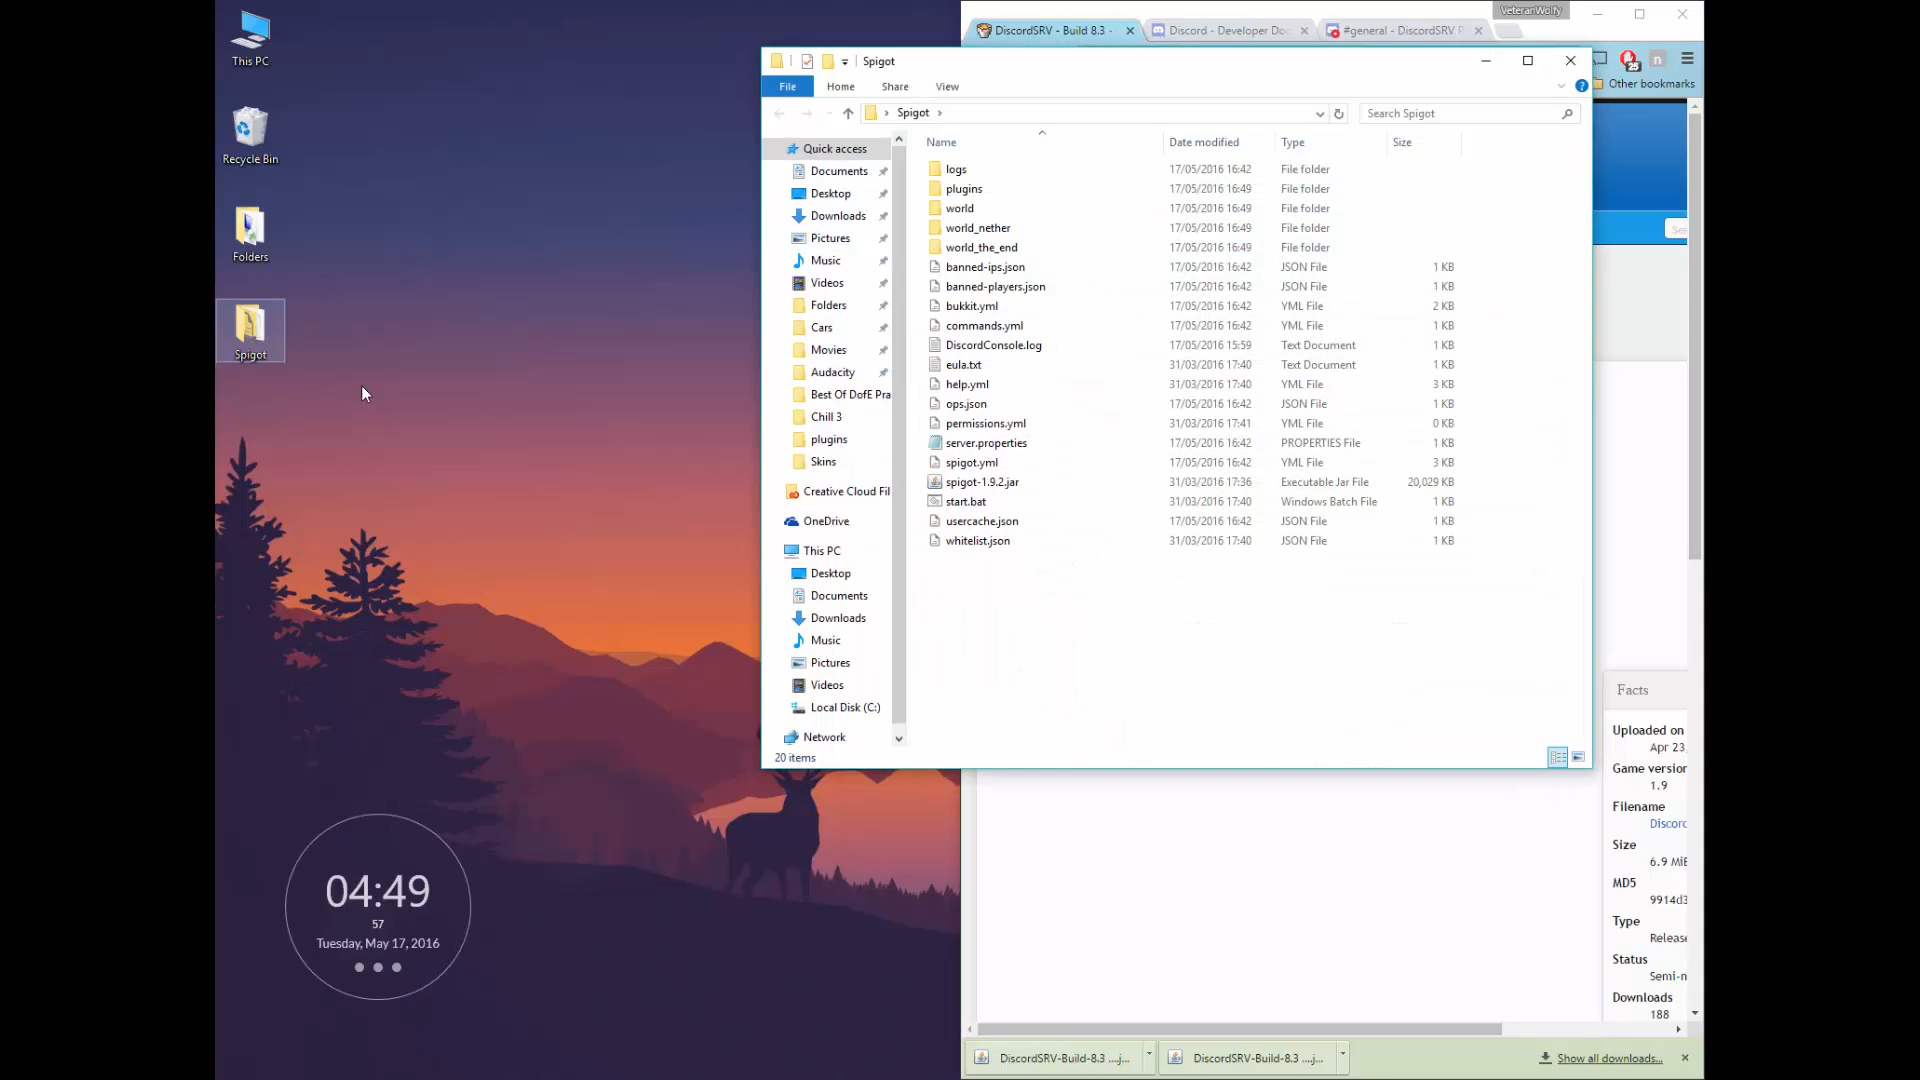 This PC
Recycle Bin
Folders
Spigot
04:49
57
Tuesday, May 17, 2016
VeteranWolfy
DiscordSRV - Build 8.3 -
Discord - Developer Do
#general - DiscordSRV
Other bookmarks
25
n
Spigot
File Home Share View
Spigot
Search Spigot
Quick access
Documents
Desktop
Downloads
Pictures
Music
Videos
Folders
Cars
Movies
Audacity
Best Of DofE Pra
Chill 3
plugins
Skins
Creative Cloud Fil
OneDrive
This PC
Desktop
Documents
Downloads
Music
Pictures
Videos
Local Disk (C:)
Network
20 items
Name Date modified Type Size
logs 17/05/2016 16:42 File folder
plugins 17/05/2016 16:49 File folder
world 17/05/2016 16:49 File folder
world_nether 17/05/2016 16:49 File folder
world_the_end 17/05/2016 16:49 File folder
banned-ips.json 17/05/2016 16:42 JSON File 1 KB
banned-players.json 17/05/2016 16:42 JSON File 1 KB
bukkit.yml 17/05/2016 16:42 YML File 2 KB
commands.yml 17/05/2016 16:42 YML File 1 KB
DiscordConsole.log 17/05/2016 15:59 Text Document 1 KB
eula.txt 31/03/2016 17:40 Text Document 1 KB
help.yml 31/03/2016 17:40 YML File 3 KB
ops.json 17/05/2016 16:42 JSON File 1 KB
permissions.yml 31/03/2016 17:41 YML File 0 KB
server.properties 17/05/2016 16:42 PROPERTIES File 1 KB
spigot.yml 17/05/2016 16:42 YML File 3 KB
spigot-1.9.2.jar 31/03/2016 17:36 Executable Jar File 20,029 KB
start.bat 31/03/2016 17:40 Windows Batch File 1 KB
usercache.json 17/05/2016 16:42 JSON File 1 KB
whitelist.json 31/03/2016 17:40 JSON File 1 KB
Facts
Uploaded on
Apr 23,
Game version
1.9
Filename
Discord
Size
6.9 MiB
MD5
9914d3
Type
Release
Status
Semi-n
Downloads
188
DiscordSRV-Build-8.3 ....j...
DiscordSRV-Build-8.3 ....j...
Show all downloads...